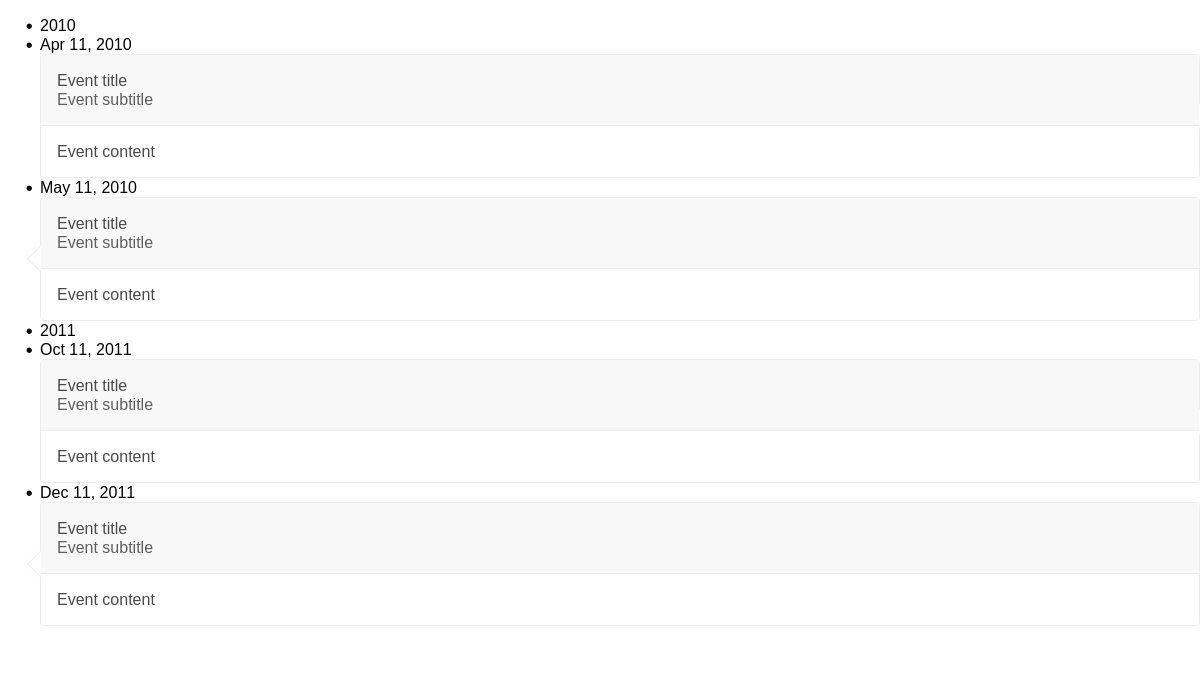 2010
Apr 11, 2010
Event title
Event subtitle
Event content
May 11, 2010
Event title
Event subtitle
Event content
2011
Oct 11, 2011
Event title
Event subtitle
Event content
Dec 11, 2011
Event title
Event subtitle
Event content